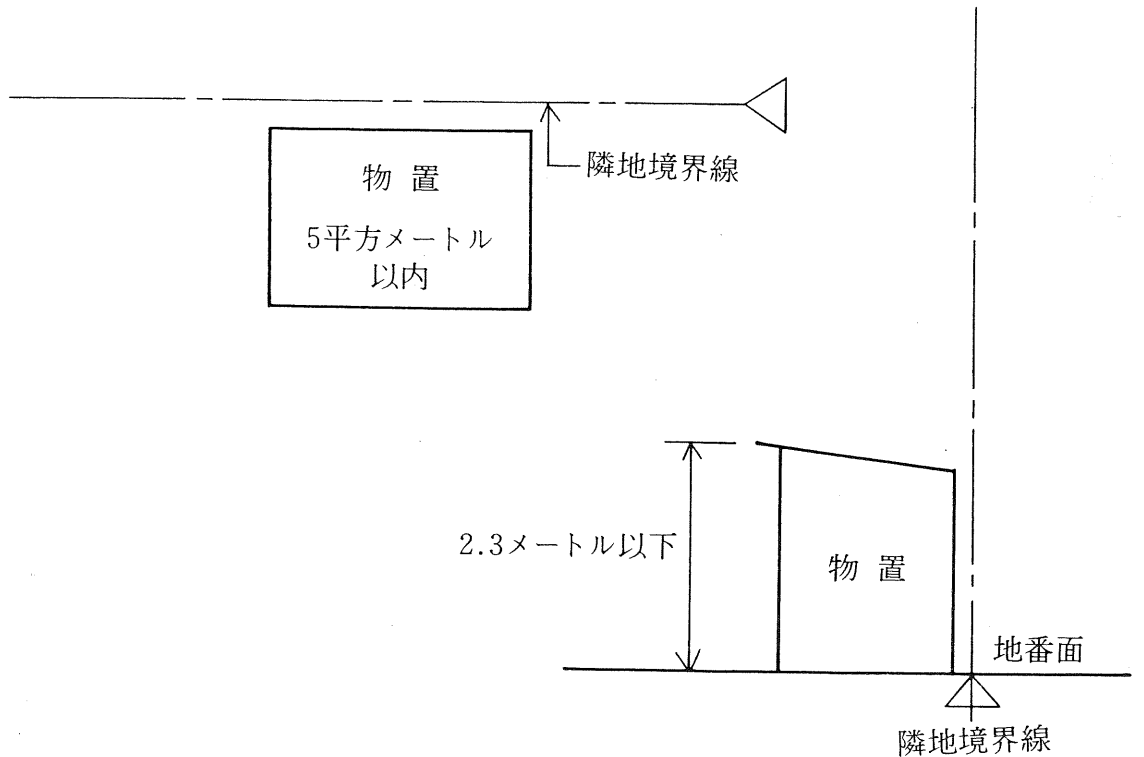 隣地境界線
物置
5平方メートル
以内
2.3メートル以下
物置
地番面
隣地境界線